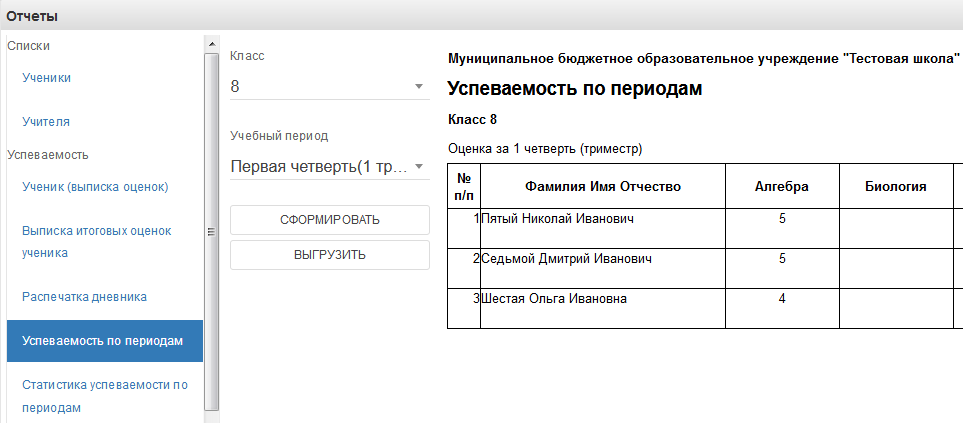 Отчеты
Списки
Ученики
Учителя
Успеваемость
Ученик (выписка оценок)
Выписка итоговых оценок
ученика
Распечатка дневника
Успеваемость по периодам
Статистика успеваемости по
периодам
Класс
8
Учебный период
Первая четверть(1 тр...
СФОРМИРОВАТЬ
ВЫГРУЗИТЬ
Муниципальное бюджетное образовательное учреждение "Тестовая школа"
Успеваемость по периодам
Класс 8
Оценка за 1 четверть (триместр)
№ п/п Фамилия Имя Отчество Алгебра Биология
1 Пятый Николай Иванович 5
2 Седьмой Дмитрий Иванович 5
3 Шестая Ольга Ивановна 4